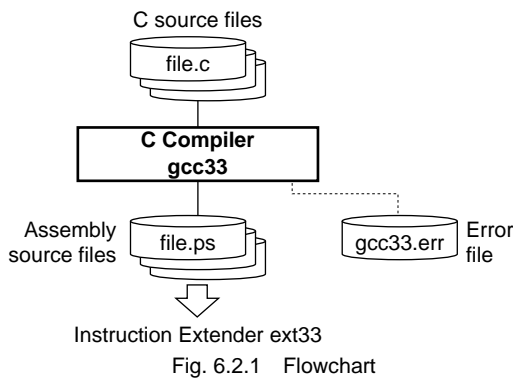 C source files
file.c
C Compiler
gcc33
Assembly
source files
file.ps
gcc33.err
Error
file
Instruction Extender ext33
Fig. 6.2.1 Flowchart